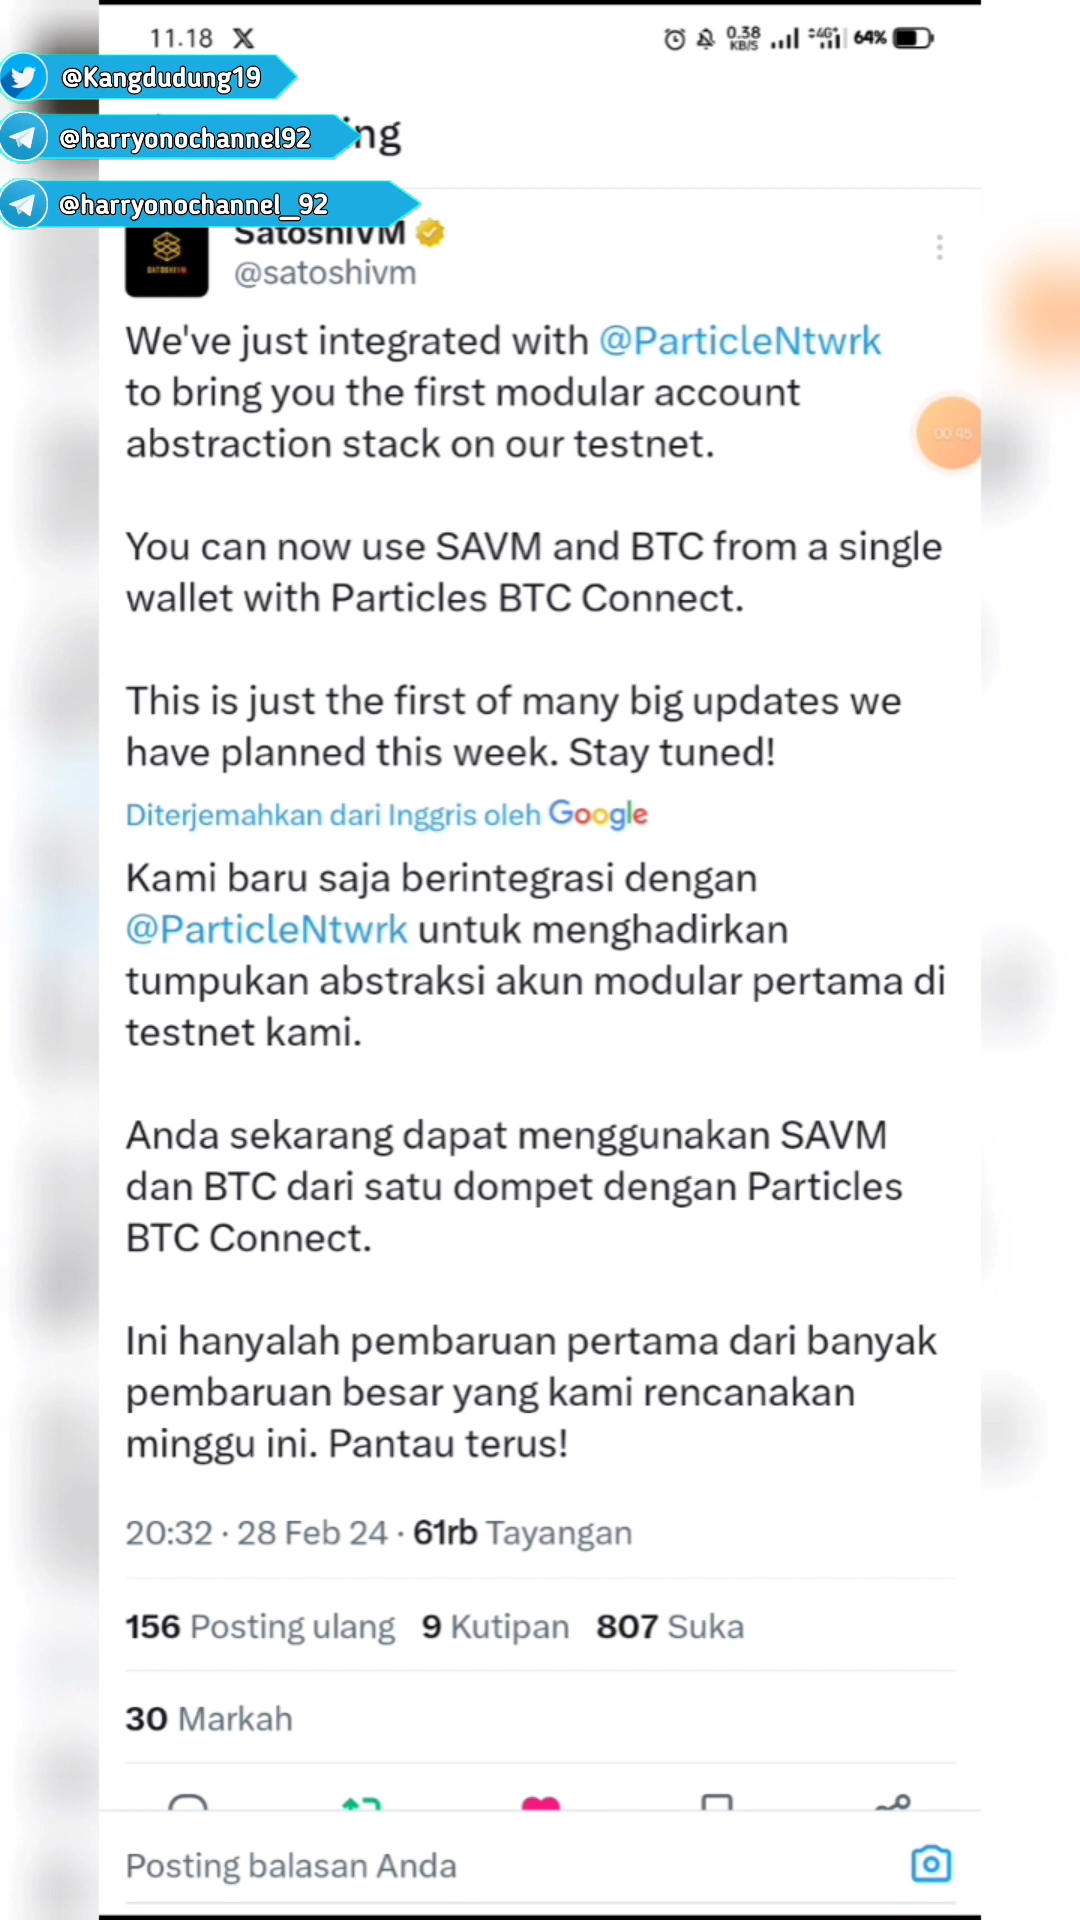 11.18 X
0.38 KB/S 4G+ 64%
@Kangdudung19
@harryonochannel92
@harryonochannel_92
SatoshiVM
SATOSHIVM
@satoshivm
We've just integrated with @ParticleNtwrk
to bring you the first modular account
abstraction stack on our testnet.
00:45
You can now use SAVM and BTC from a single
wallet with Particles BTC Connect.
This is just the first of many big updates we
have planned this week. Stay tuned!
Diterjemahkan dari Inggris oleh Google
Kami baru saja berintegrasi dengan
@ParticleNtwrk untuk menghadirkan
tumpukan abstraksi akun modular pertama di
testnet kami.
Anda sekarang dapat menggunakan SAVM
dan BTC dari satu dompet dengan Particles
BTC Connect.
Ini hanyalah pembaruan pertama dari banyak
pembaruan besar yang kami rencanakan
minggu ini. Pantau terus!
20:32 · 28 Feb 24 · 61rb Tayangan
156 Posting ulang 9 Kutipan 807 Suka
30 Markah
Posting balasan Anda